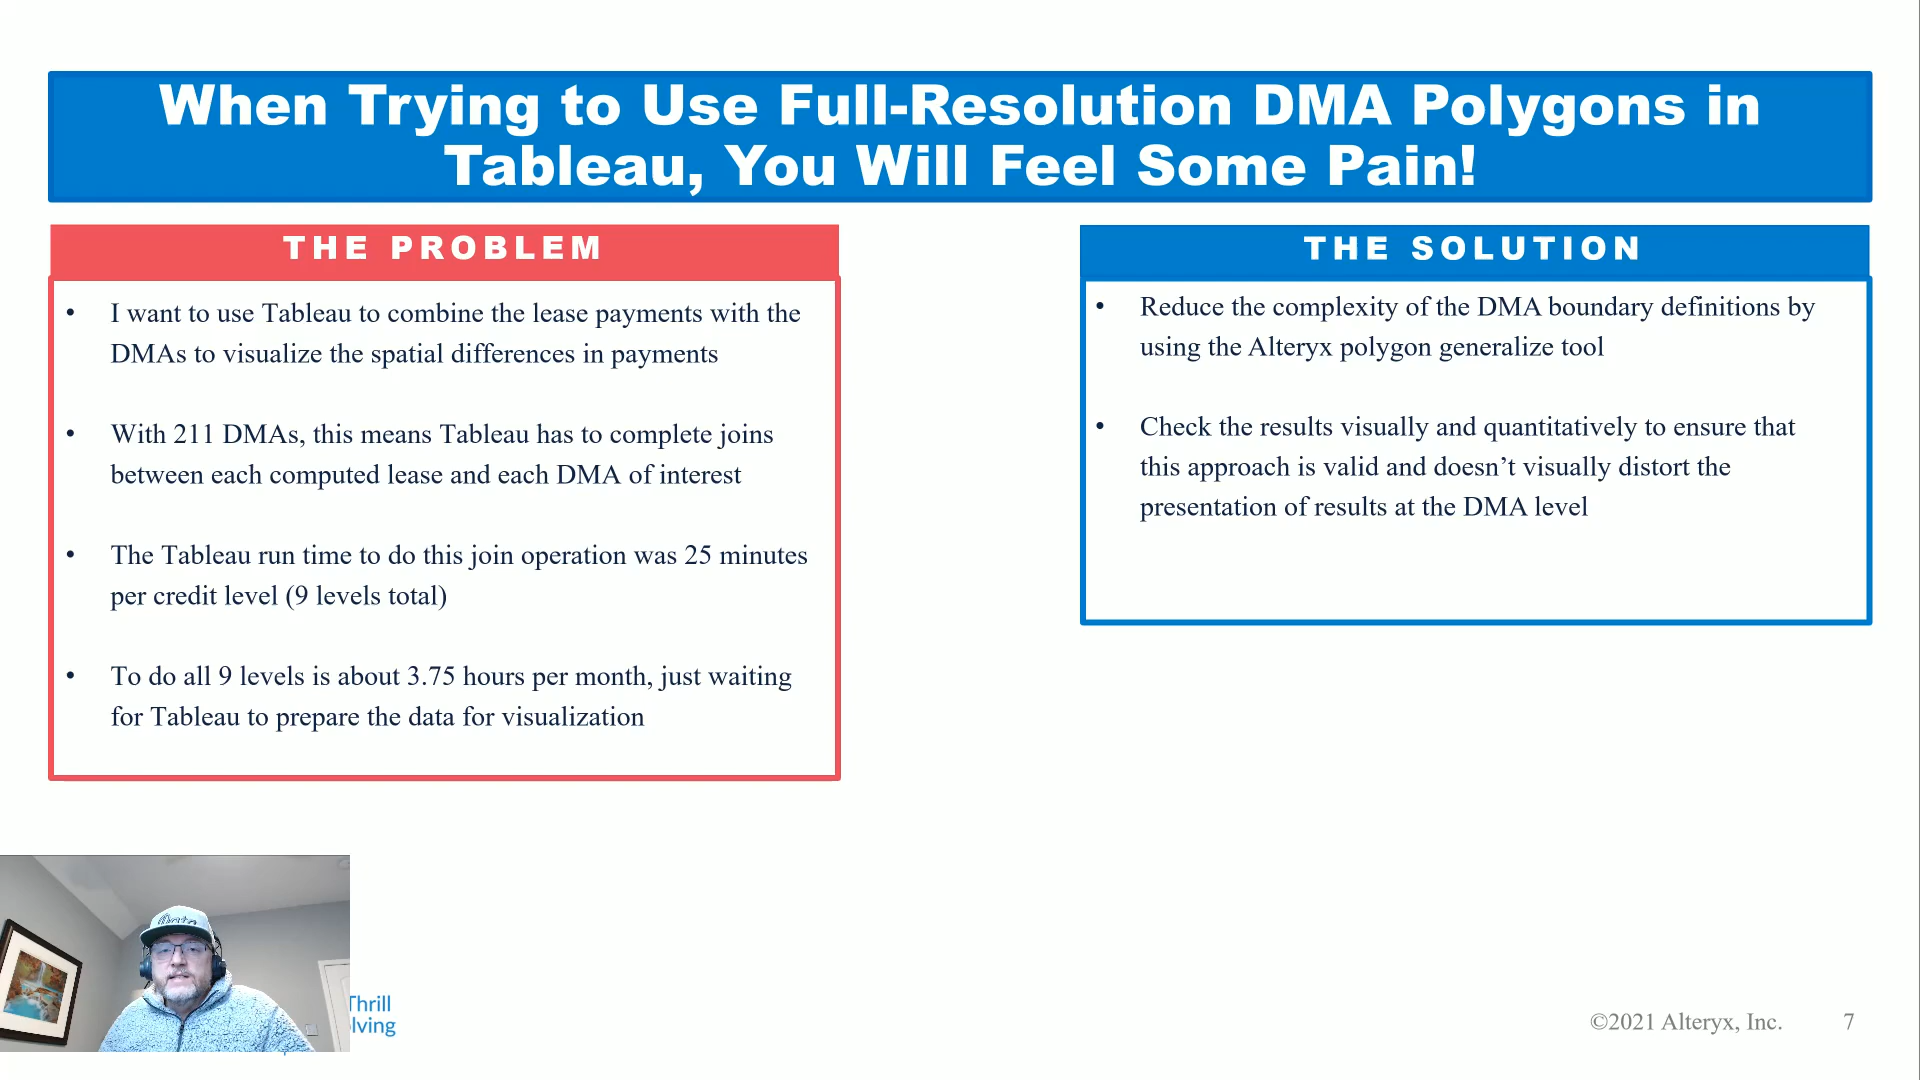 When Trying to Use Full-Resolution DMA Polygons in
Tableau, You Will Feel Some Pain!
THE PROBLEM
• I want to use Tableau to combine the lease payments with the
DMAs to visualize the spatial differences in payments
• With 211 DMAs, this means Tableau has to complete joins
between each computed lease and each DMA of interest
• The Tableau run time to do this join operation was 25 minutes
per credit level (9 levels total)
• To do all 9 levels is about 3.75 hours per month, just waiting
for Tableau to prepare the data for visualization
THE SOLUTION
• Reduce the complexity of the DMA boundary definitions by
using the Alteryx polygon generalize tool
• Check the results visually and quantitatively to ensure that
this approach is valid and doesn’t visually distort the
presentation of results at the DMA level
Thrill
lving
©2021 Alteryx, Inc. 7